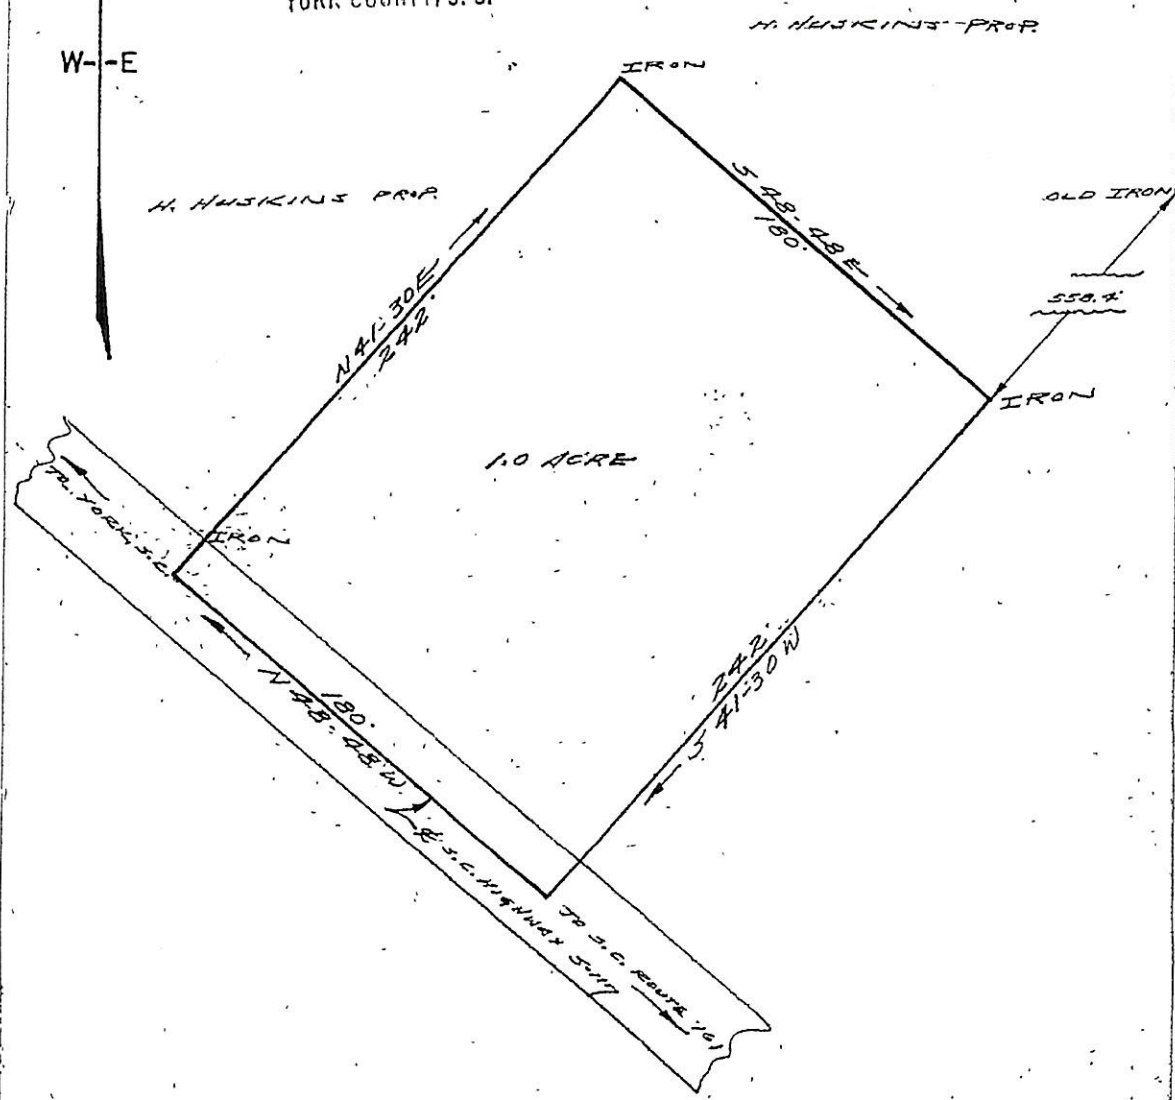 YORK COUNTY, S. C.
H. HUSKINS PROP.
W--E
IRON
H. HUSKINS PROP.
S 48-48 E
180'
OLD IRON
N 41-30 E
242'
558.4'
IRON
1.0 ACRE
TO YORK, S.C.
IRON
242'
S 41-30 W
180'
N 48-48 W
℄ S.C. HIGHWAY S-117
TO S.C. ROUTE 161